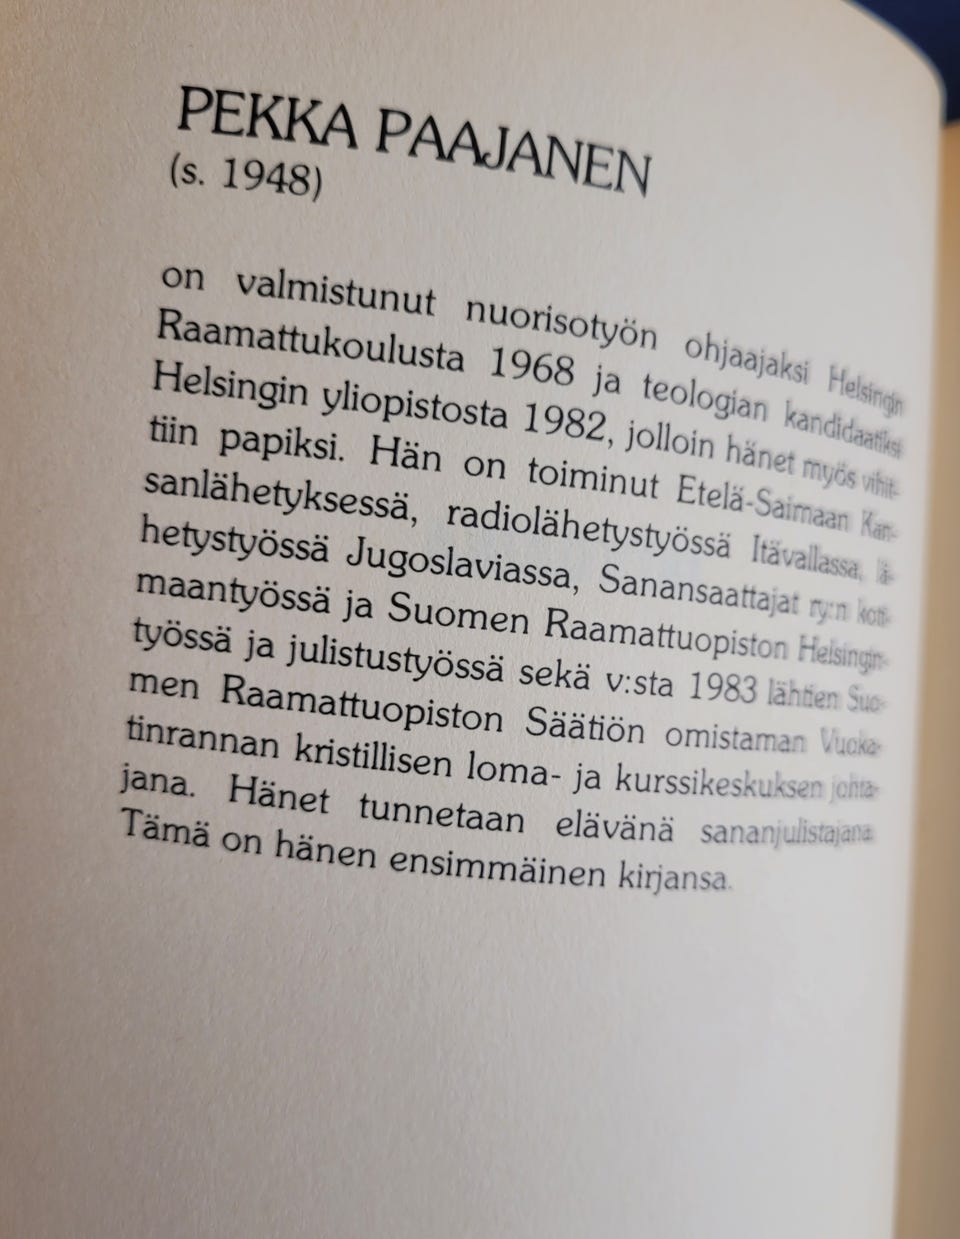 PEKKA PAAJANEN
(s. 1948)
on valmistunut nuorisotyön ohjaajaksi Helsingin
Raamattukoulusta 1968 ja teologian kandidaatiksi
Helsingin yliopistosta 1982, jolloin hänet myös vihit-
tiin papiksi. Hän on toiminut Etelä-Saimaan Kan-
sanlähetyksessä, radiolähetystyössä Itävallassa, lä-
hetystyössä Jugoslaviassa, Sanansaattajat ry:n koti-
maantyössä ja Suomen Raamattuopiston Helsingin-
työssä ja julistustyössä sekä v:sta 1983 lähtien Suo-
men Raamattuopiston Säätiön omistaman Vuoka-
tinrannan kristillisen loma- ja kurssikeskuksen johta-
jana. Hänet tunnetaan elävänä sananjulistajana.
Tämä on hänen ensimmäinen kirjansa.